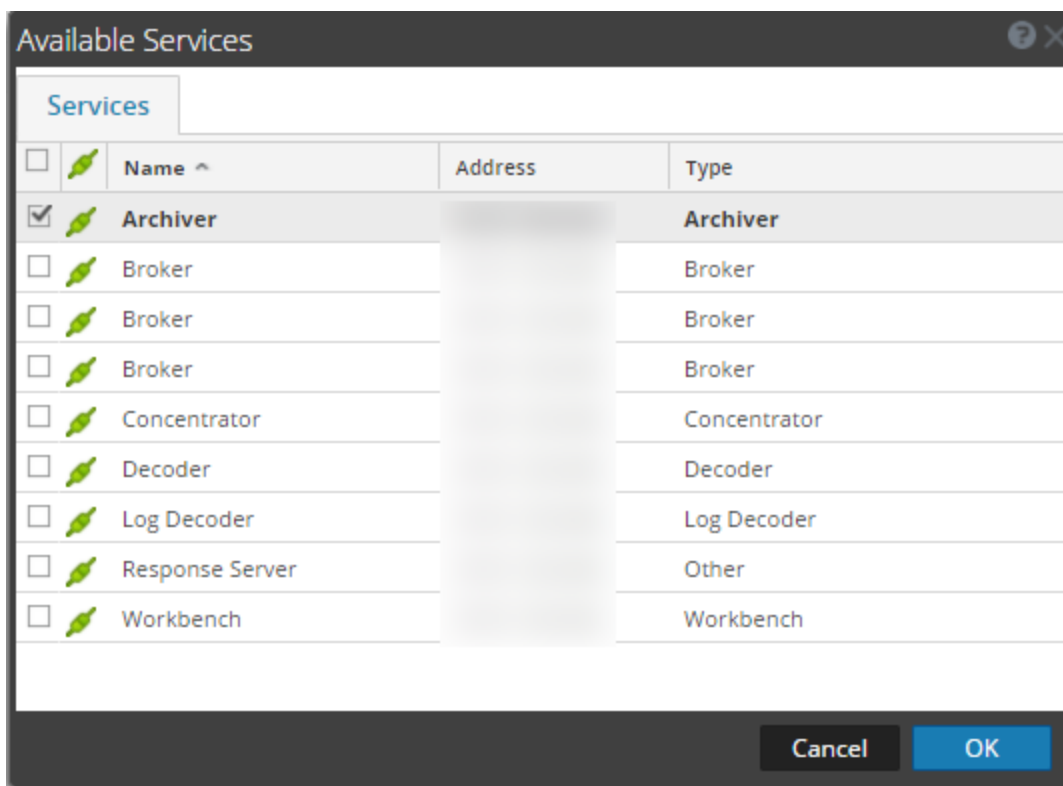 Available Services
Services
Name Address Type
Archiver Archiver
Broker Broker
Broker Broker
Broker Broker
Concentrator Concentrator
Decoder Decoder
Log Decoder Log Decoder
Response Server Other
Workbench Workbench
Cancel OK